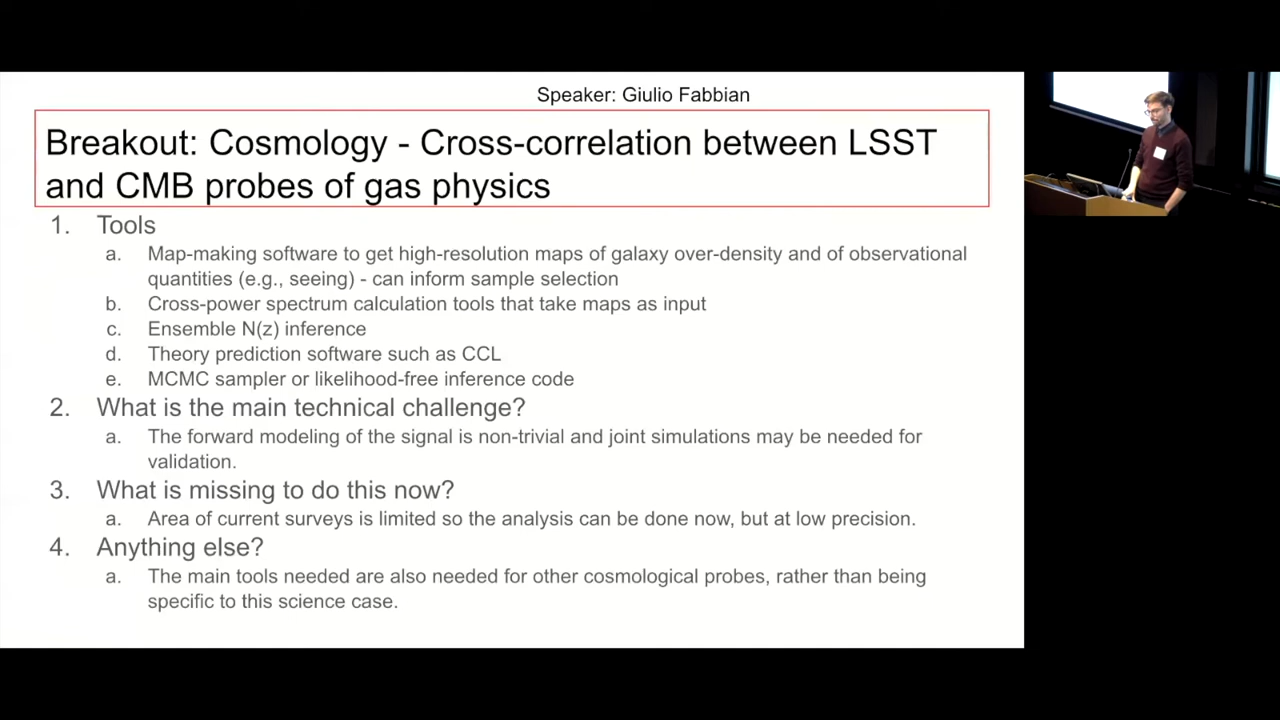 Speaker: Giulio Fabbian
Breakout: Cosmology - Cross-correlation between LSST
and CMB probes of gas physics
1. Tools
a. Map-making software to get high-resolution maps of galaxy over-density and of observational
quantities (e.g., seeing) - can inform sample selection
b. Cross-power spectrum calculation tools that take maps as input
c. Ensemble N(z) inference
d. Theory prediction software such as CCL
e. MCMC sampler or likelihood-free inference code
2. What is the main technical challenge?
a. The forward modeling of the signal is non-trivial and joint simulations may be needed for
validation.
3. What is missing to do this now?
a. Area of current surveys is limited so the analysis can be done now, but at low precision.
4. Anything else?
a. The main tools needed are also needed for other cosmological probes, rather than being
specific to this science case.